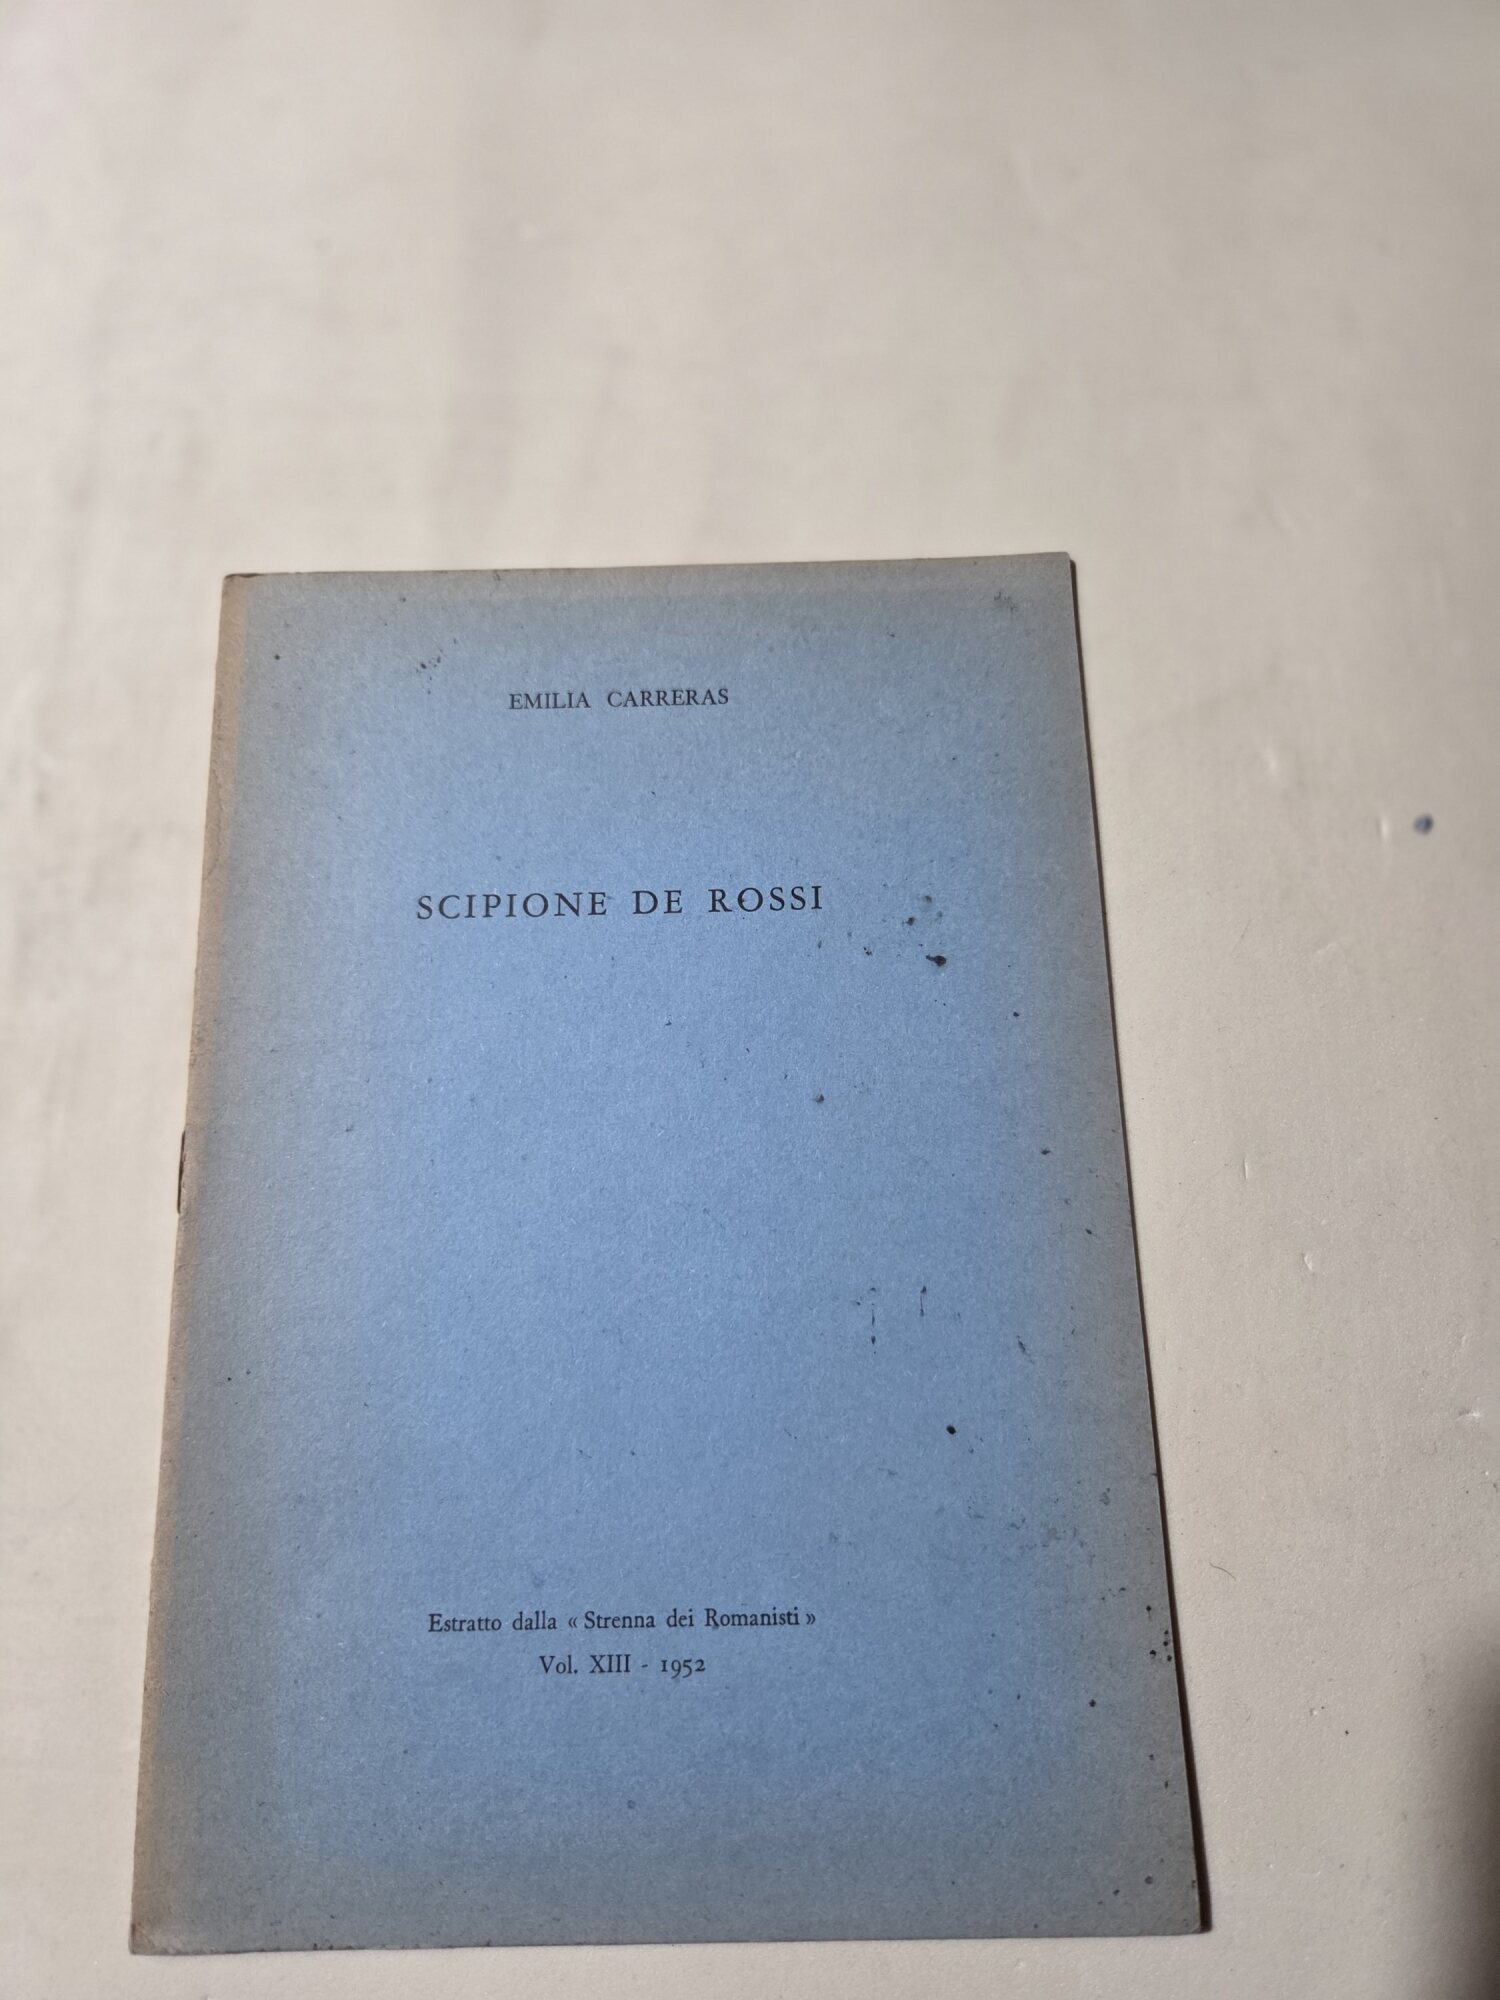 EMILIA CARRERAS
SCIPIONE DE ROSSI
Estratto dalla « Strenna dei Romanisti »
Vol. XIII - 1952